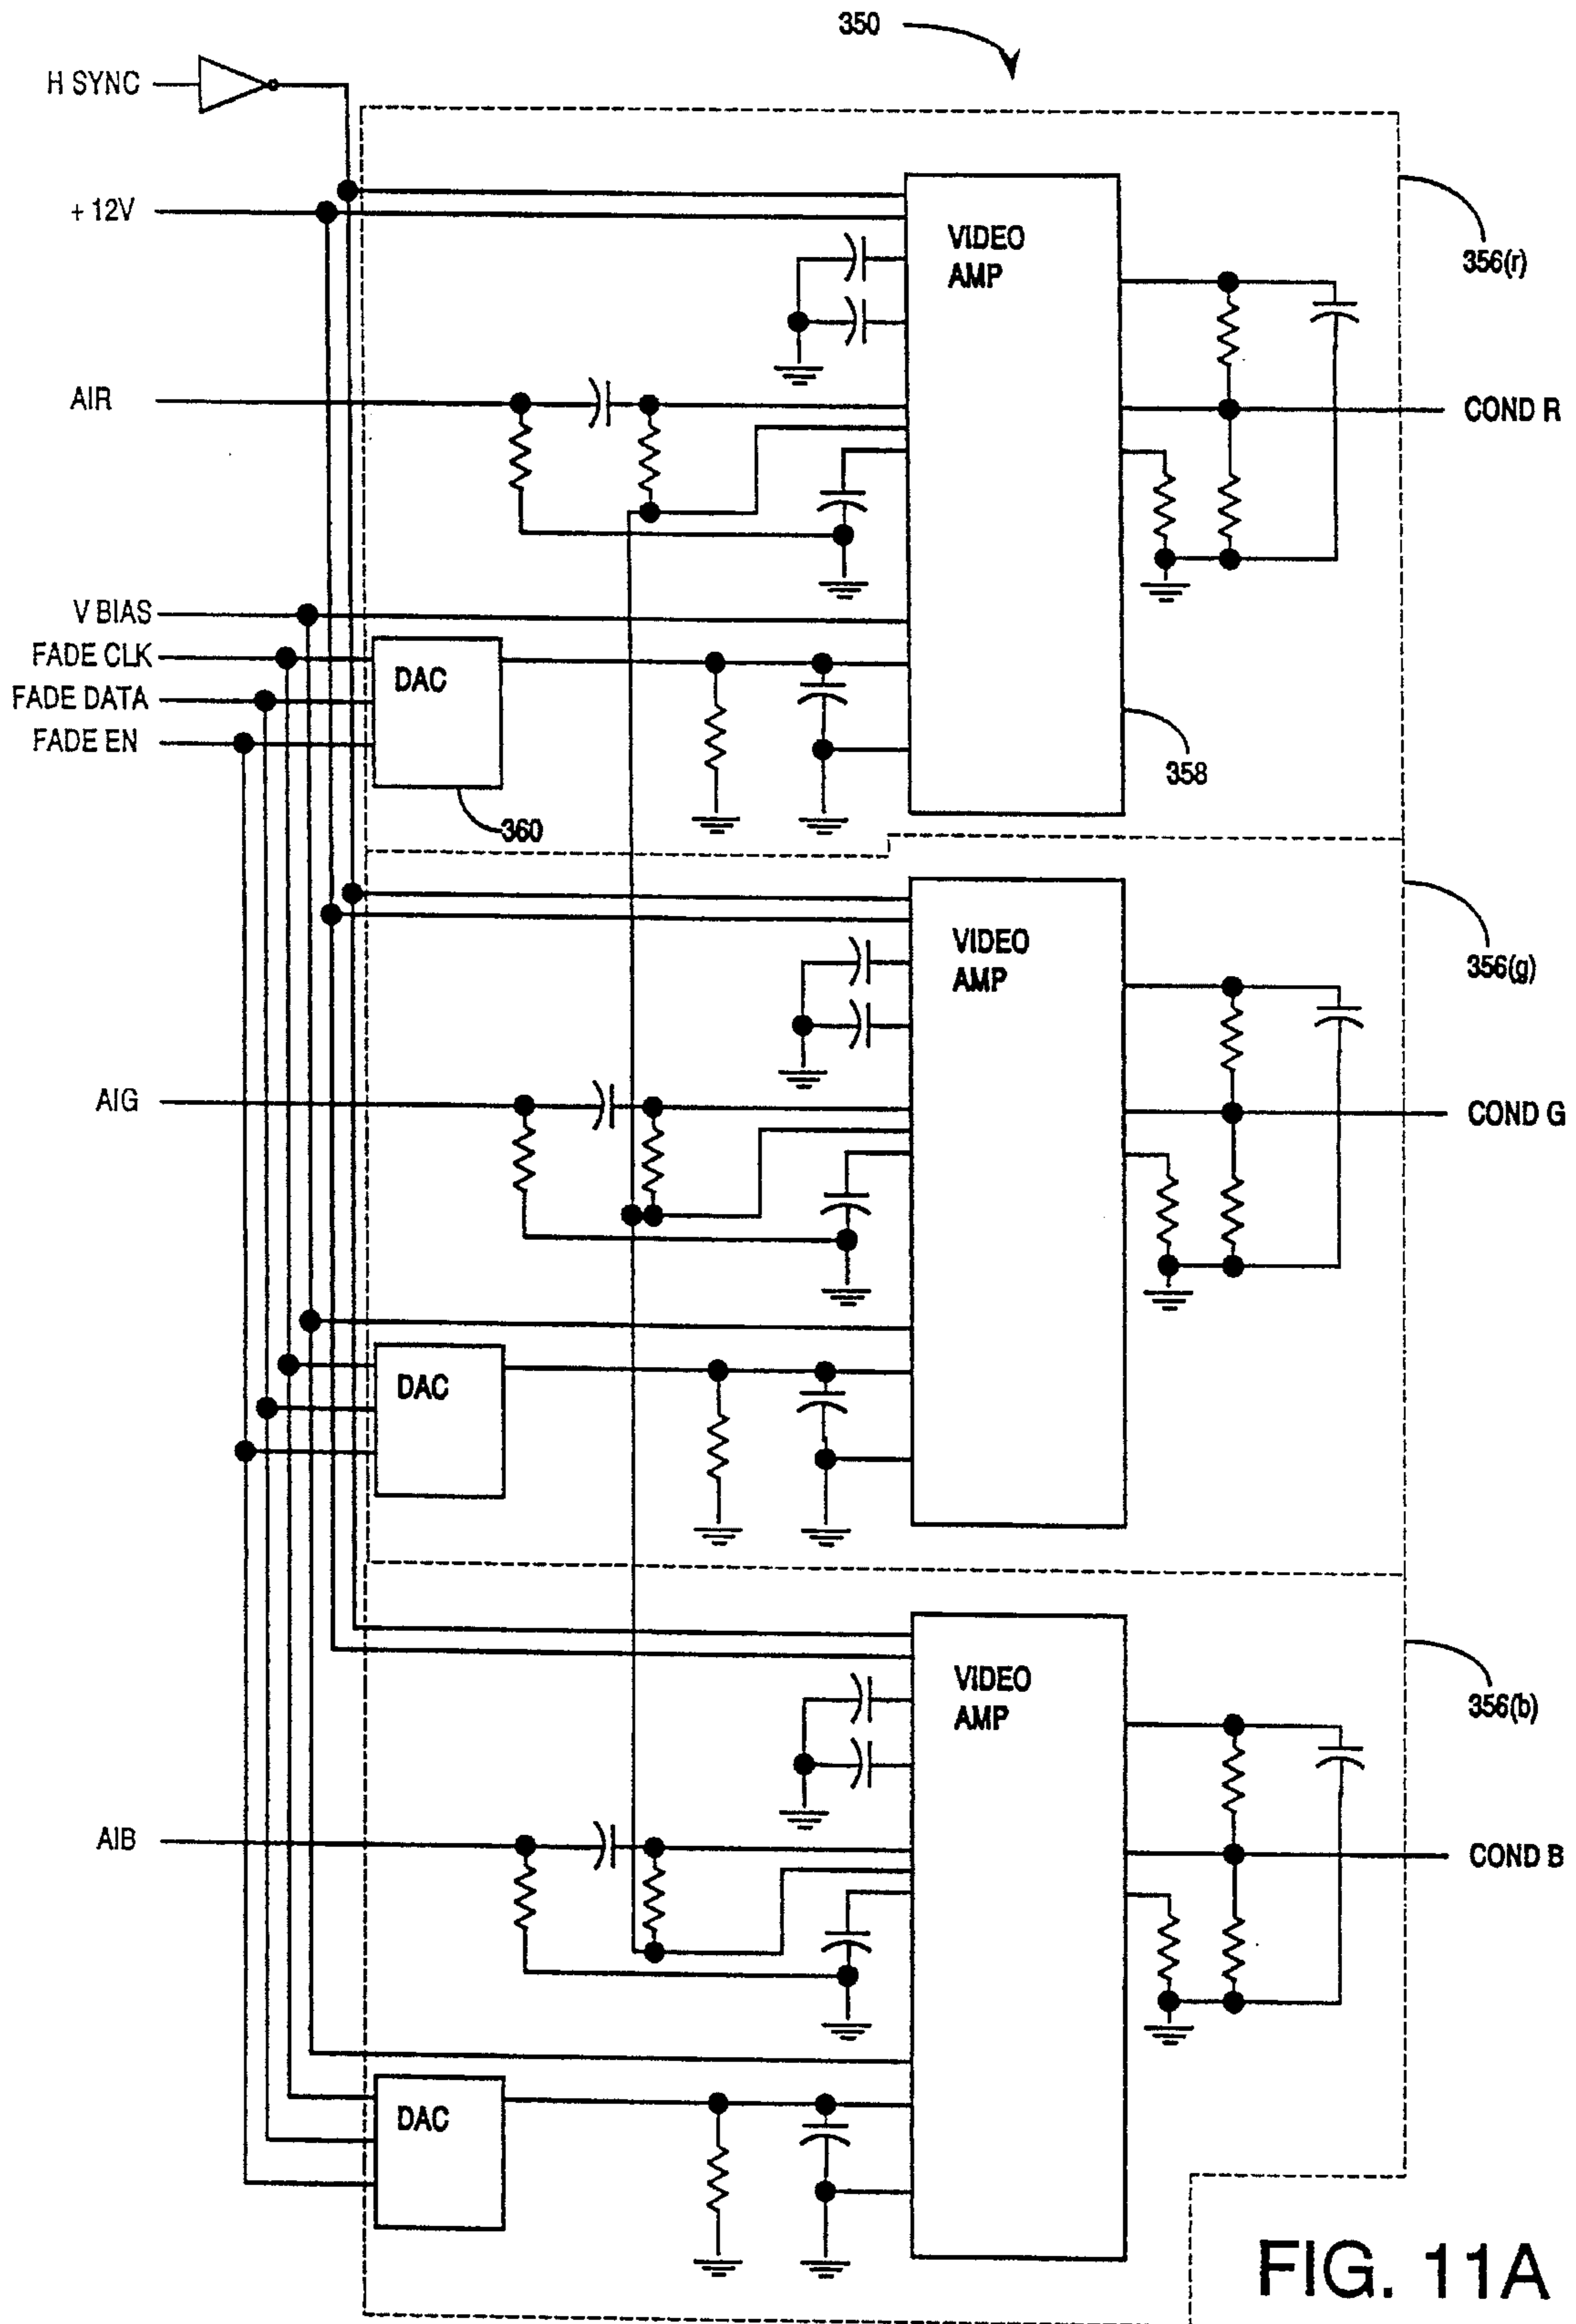 350
H SYNC
+ 12V
VIDEO
AMP
356(r)
AIR
COND R
V BIAS
FADE CLK
DAC
FADE DATA
FADE EN
358
360
VIDEO
AMP
356(g)
AIG
COND G
DAC
VIDEO
AMP
356(b)
AIB
COND B
DAC
FIG. 11A